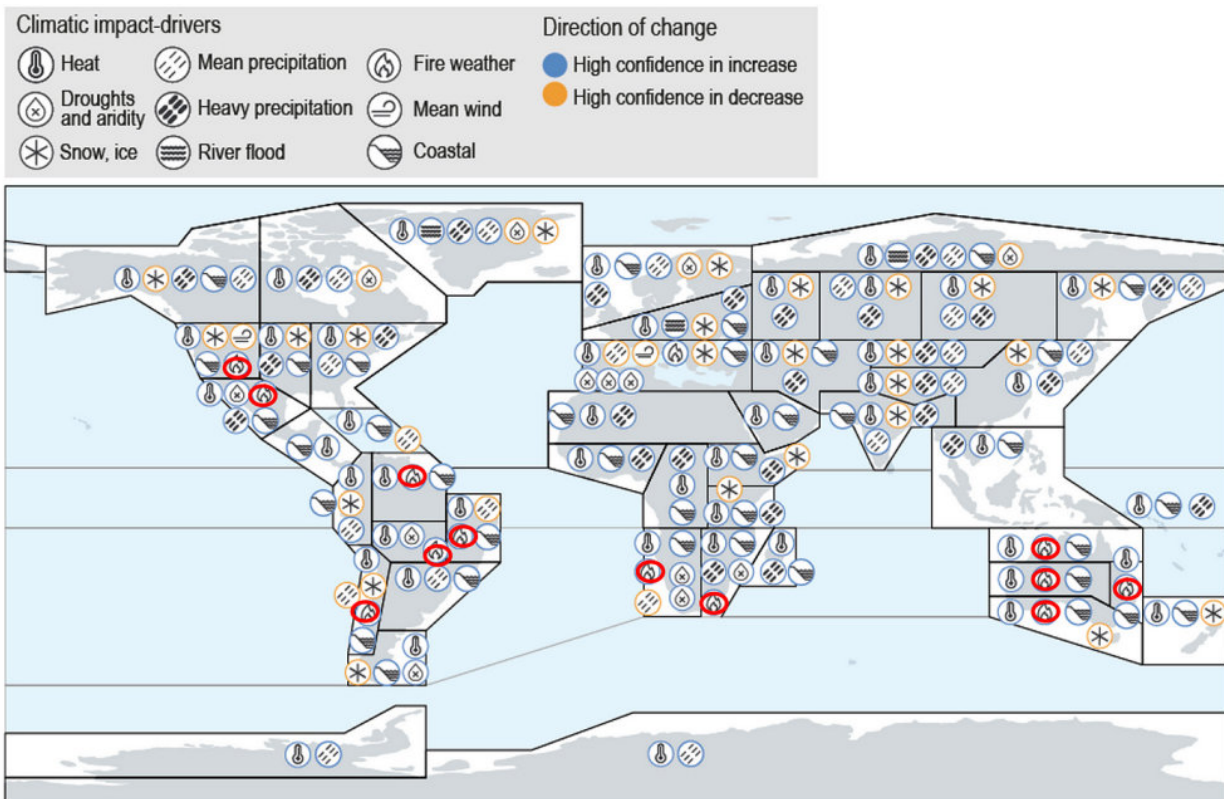 Climatic impact-drivers
Heat
Mean precipitation
Fire weather
Droughts and aridity
Heavy precipitation
Mean wind
Snow, ice
River flood
Coastal
Direction of change
High confidence in increase
High confidence in decrease